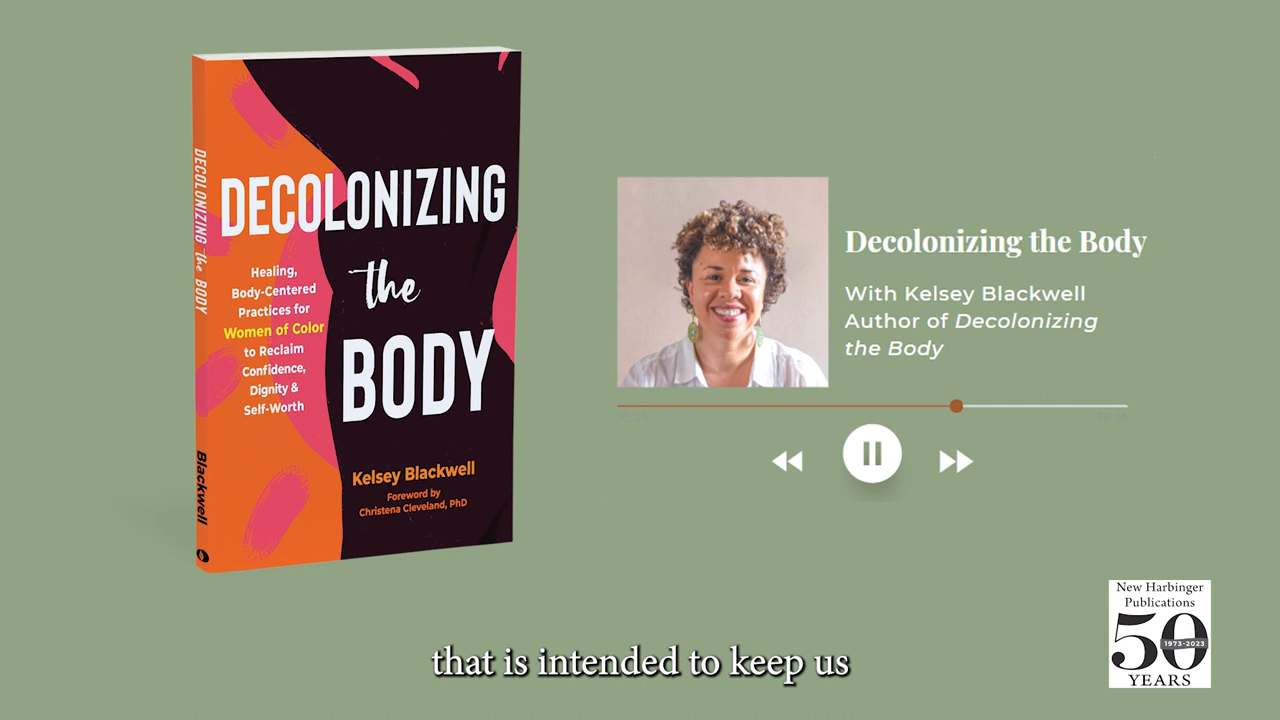 DECOLONIZING the BODY
Blackwell
DECOLONIZING
the
BODY
Healing,
Body-Centered
Practices for
Women of Color
to Reclaim
Confidence,
Dignity &
Self-Worth
Kelsey Blackwell
Foreword by
Christena Cleveland, PhD
Decolonizing the Body
With Kelsey Blackwell
Author of Decolonizing
the Body
New Harbinger
Publications
50
1973-2023
YEARS
that is intended to keep us